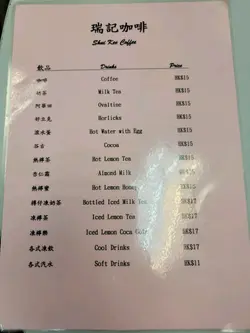 瑞記咖啡
Shui Kee Coffee
飲品 Drinks Price
咖啡 Coffee HK$15
奶茶 Milk Tea HK$15
阿華田 Ovaltine HK$15
好立克 Horlicks HK$15
滾水蛋 Hot Water with Egg HK$15
谷古 Cocoa HK$15
熱檸茶 Hot Lemon Tea HK$15
杏仁霜 Almond Milk HK$15
熱檸蜜 Hot Lemon Honey HK$15
樽仔凍奶茶 Bottled Iced Milk Tea HK$17
凍檸茶 Iced Lemon Tea HK$17
凍檸樂 Iced Lemon Coca Cola HK$17
各式凍飲 Cool Drinks HK$17
各式汽水 Soft Drinks HK$11